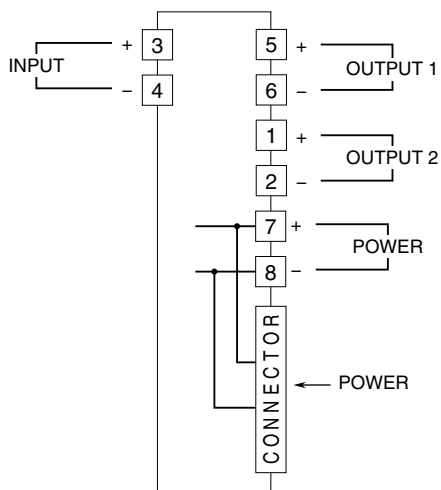 INPUT
+ 3
− 4
5 +
6 −
OUTPUT 1
1 +
2 −
OUTPUT 2
7 +
8 −
POWER
CONNECTOR
POWER